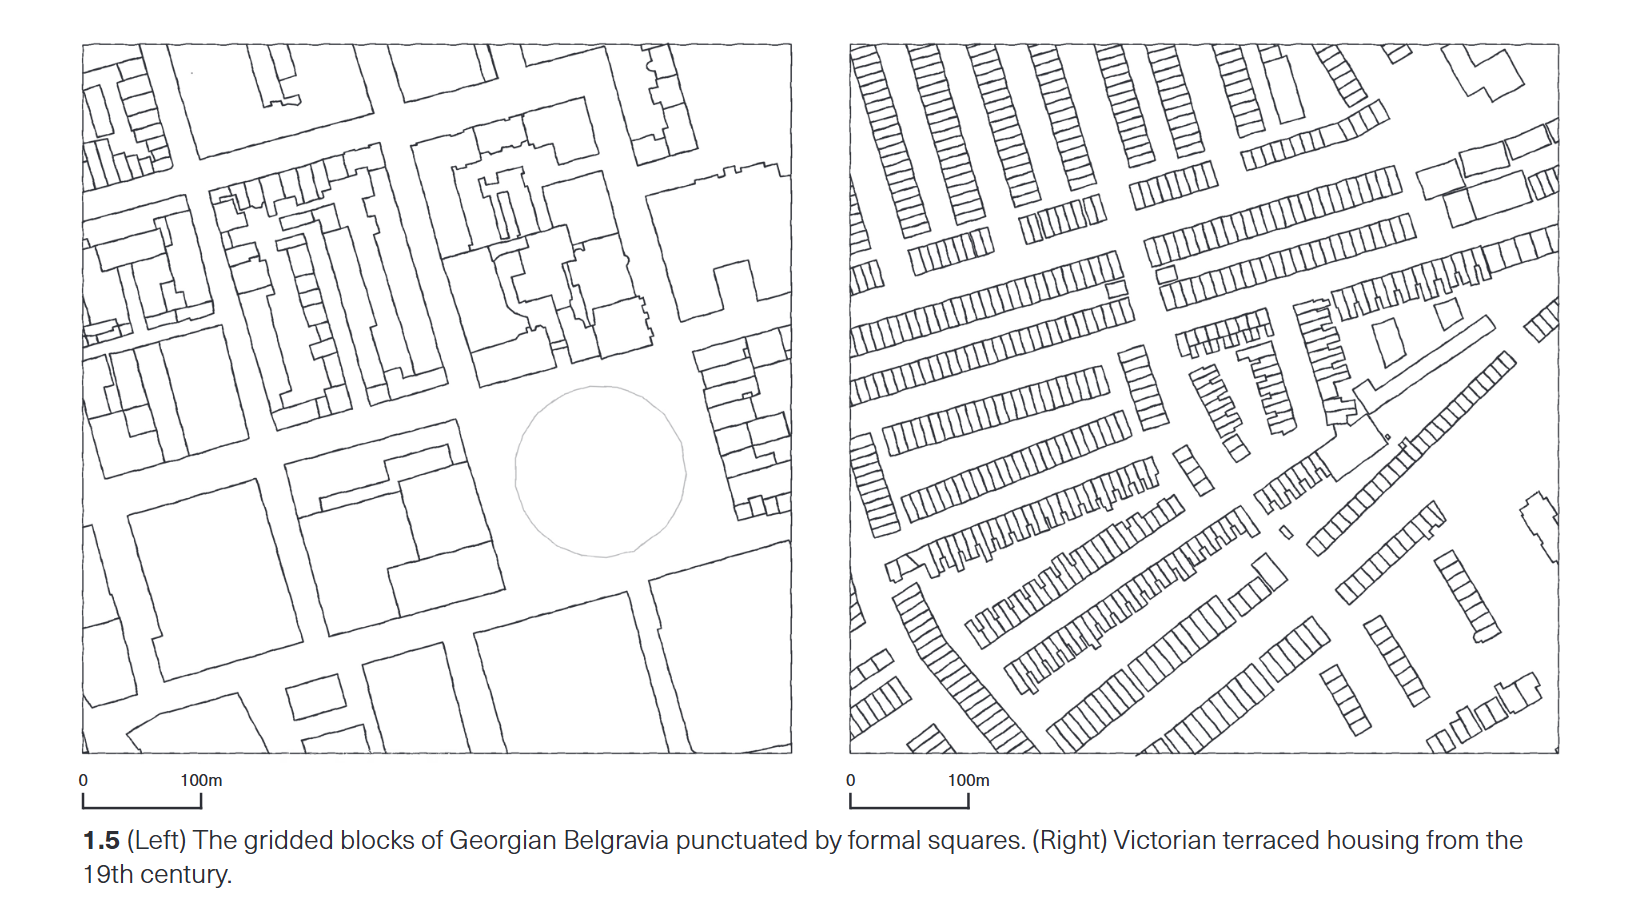 0 100m 0 100m
1.5 (Left) The gridded blocks of Georgian Belgravia punctuated by formal squares. (Right) Victorian terraced housing from the
19th century.